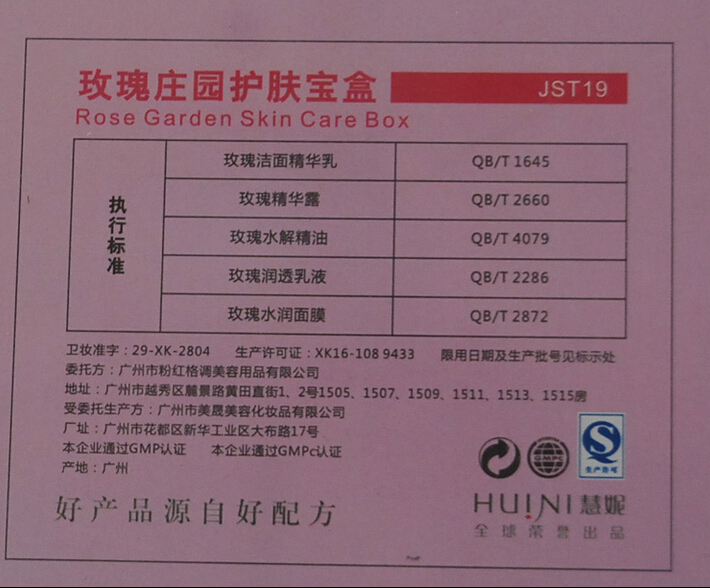 玫瑰庄园护肤宝盒 JST19
Rose Garden Skin Care Box
执行标准
玫瑰洁面精华乳 QB/T 1645
玫瑰精华露 QB/T 2660
玫瑰水解精油 QB/T 4079
玫瑰润透乳液 QB/T 2286
玫瑰水润面膜 QB/T 2872
卫妆准字：29-XK-2804 生产许可证：XK16-108 9433 限用日期及生产批号见标示处
委托方：广州市粉红格调美容用品有限公司
地址：广州市越秀区麓景路黄田直街1、2号1505、1507、1509、1511、1513、1515房
受委托生产方：广州市美晟美容化妆品有限公司
厂址：广州市花都区新华工业区大布路17号
本企业通过GMP认证 本企业通过GMPc认证
产地：广州
GMPC
生产许可
好产品源自好配方
HUINI 慧妮
全球荣誉出品